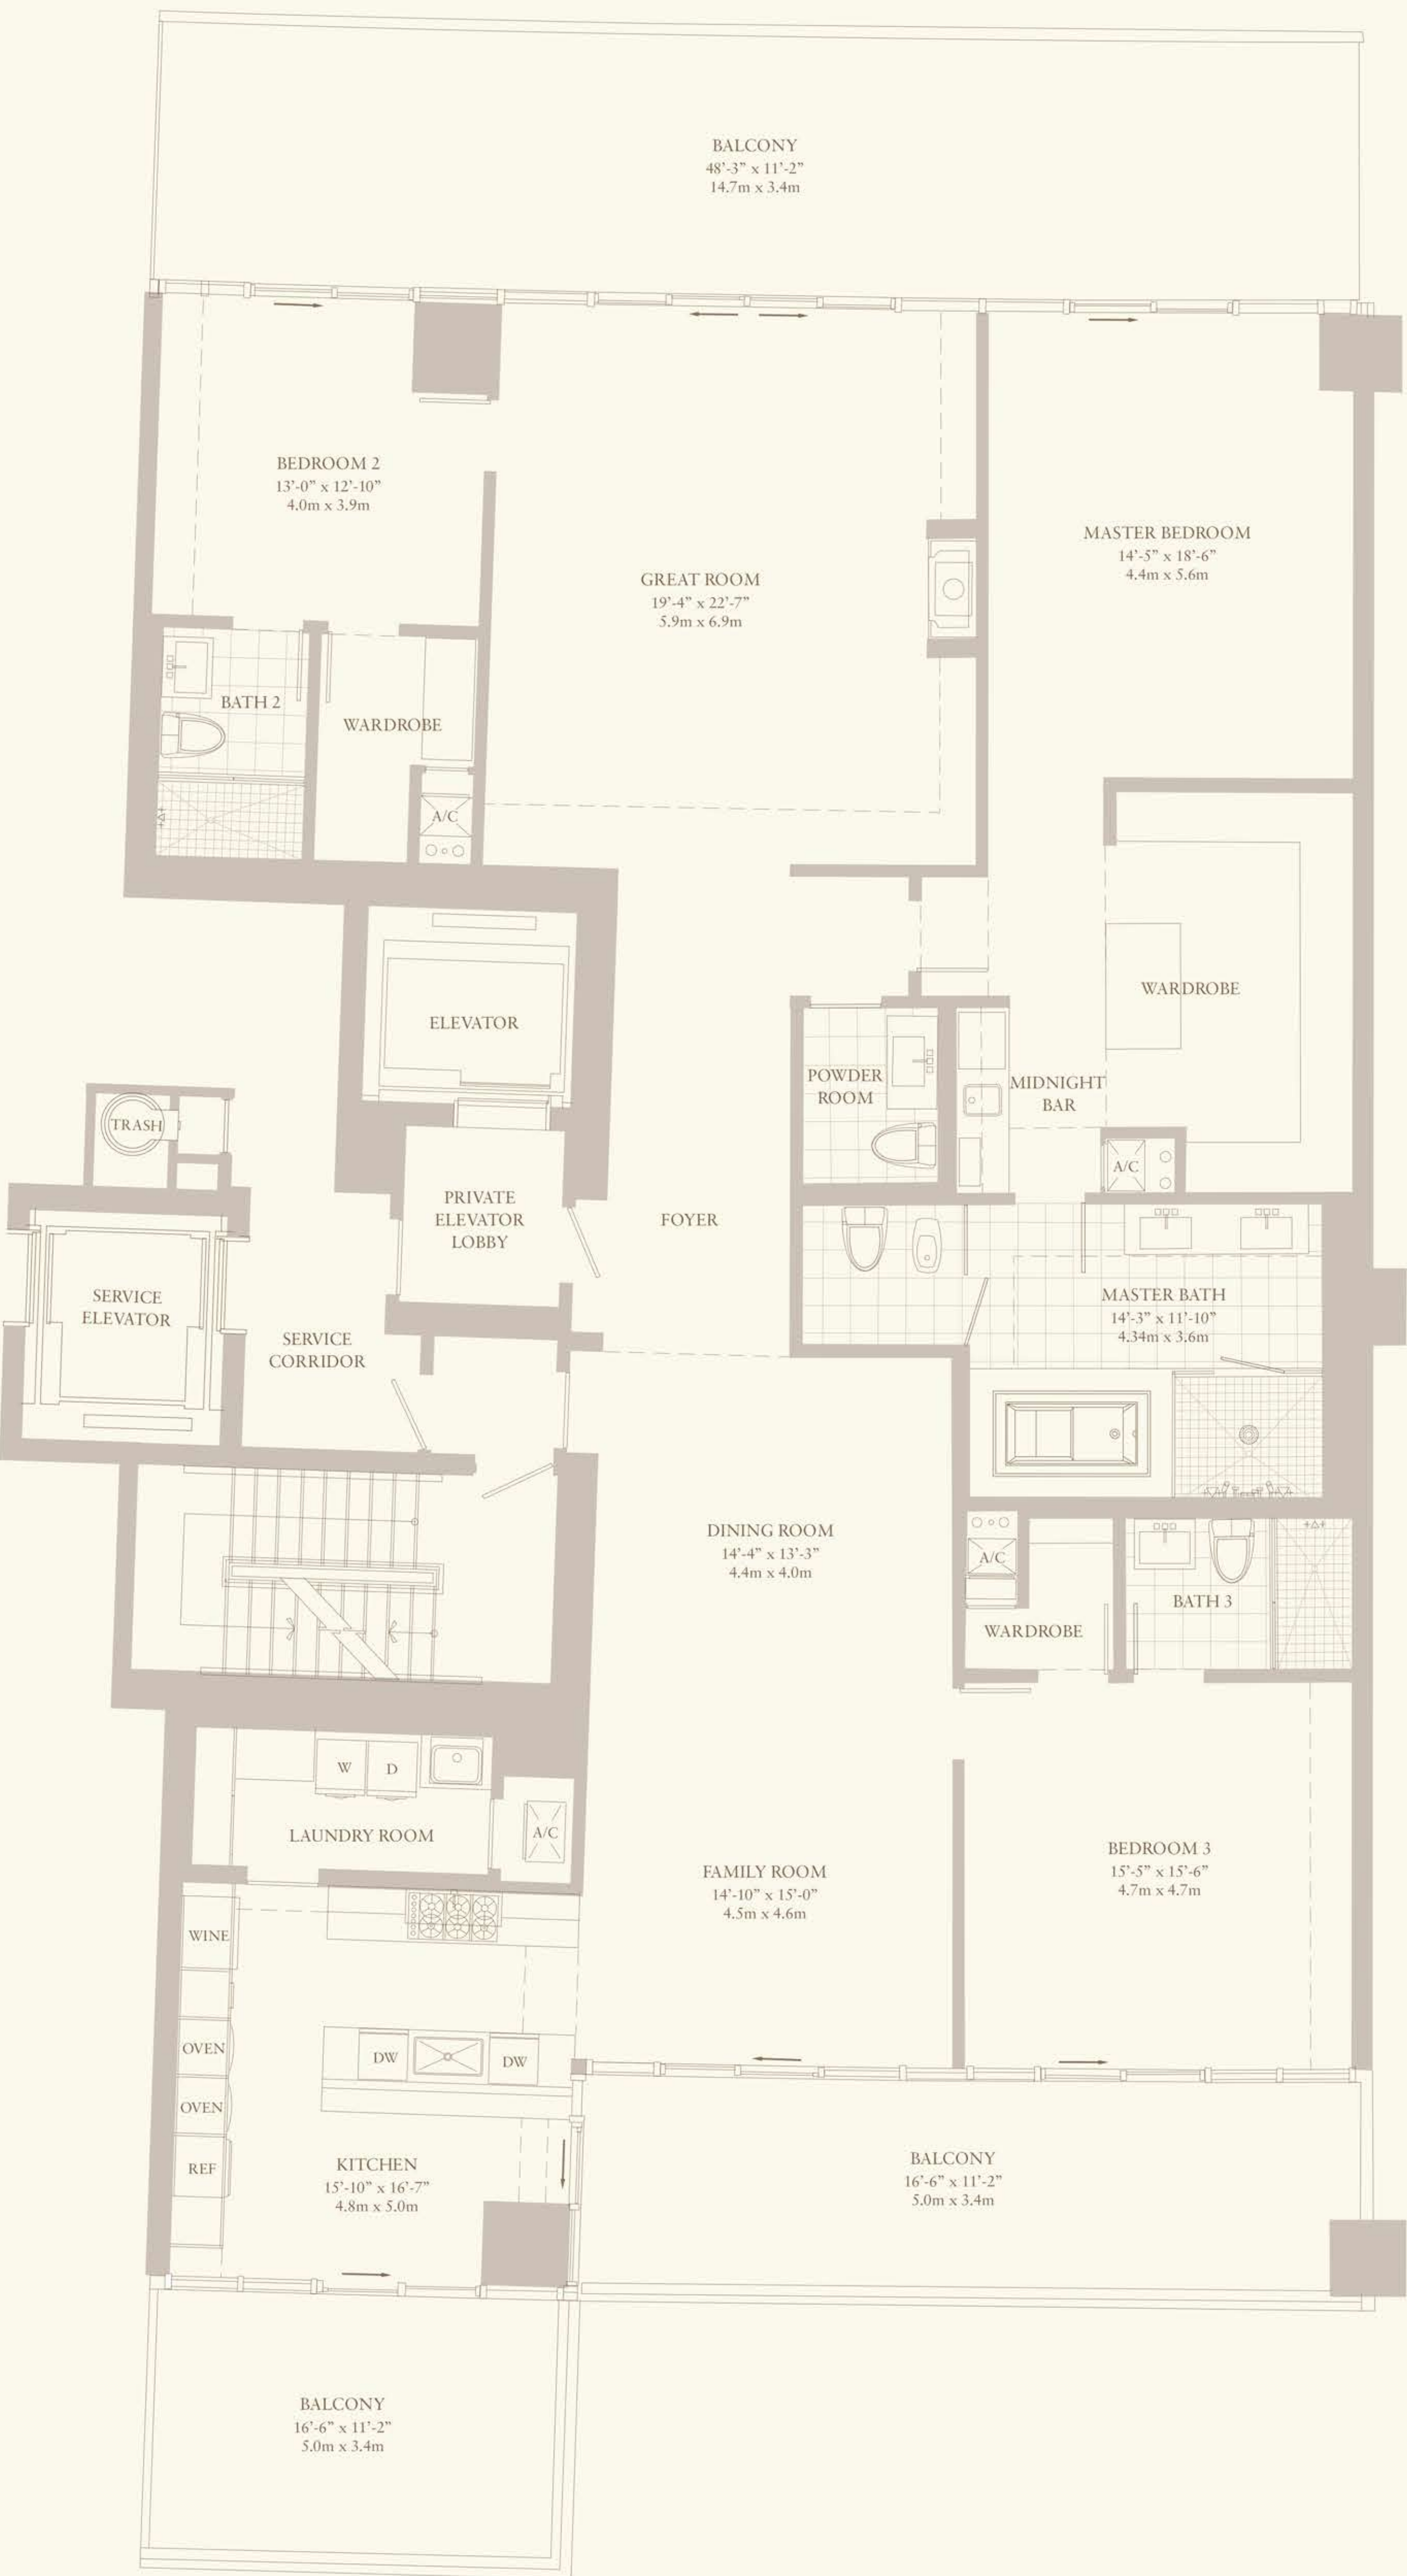 BALCONY
48'-3” x 11'-2”
14.7m x 3.4m
BEDROOM 2
13'-0” x 12'-10”
4.0m x 3.9m
MASTER BEDROOM
14'-5” x 18'-6”
4.4m x 5.6m
GREAT ROOM
19'-4” x 22'-7”
5.9m x 6.9m
BATH 2
WARDROBE
A/C
WARDROBE
ELEVATOR
POWDER
ROOM
MIDNIGHT
BAR
A/C
TRASH
PRIVATE
ELEVATOR
LOBBY
FOYER
SERVICE
ELEVATOR
MASTER BATH
14'-3” x 11'-10”
4.34m x 3.6m
SERVICE
CORRIDOR
DINING ROOM
14'-4” x 13'-3”
4.4m x 4.0m
A/C
WARDROBE
BATH 3
W
D
LAUNDRY ROOM
A/C
FAMILY ROOM
14'-10” x 15'-0”
4.5m x 4.6m
BEDROOM 3
15'-5” x 15'-6”
4.7m x 4.7m
WINE
OVEN
DW
DW
OVEN
REF
KITCHEN
15'-10” x 16'-7”
4.8m x 5.0m
BALCONY
16'-6” x 11'-2”
5.0m x 3.4m
BALCONY
16'-6” x 11'-2”
5.0m x 3.4m